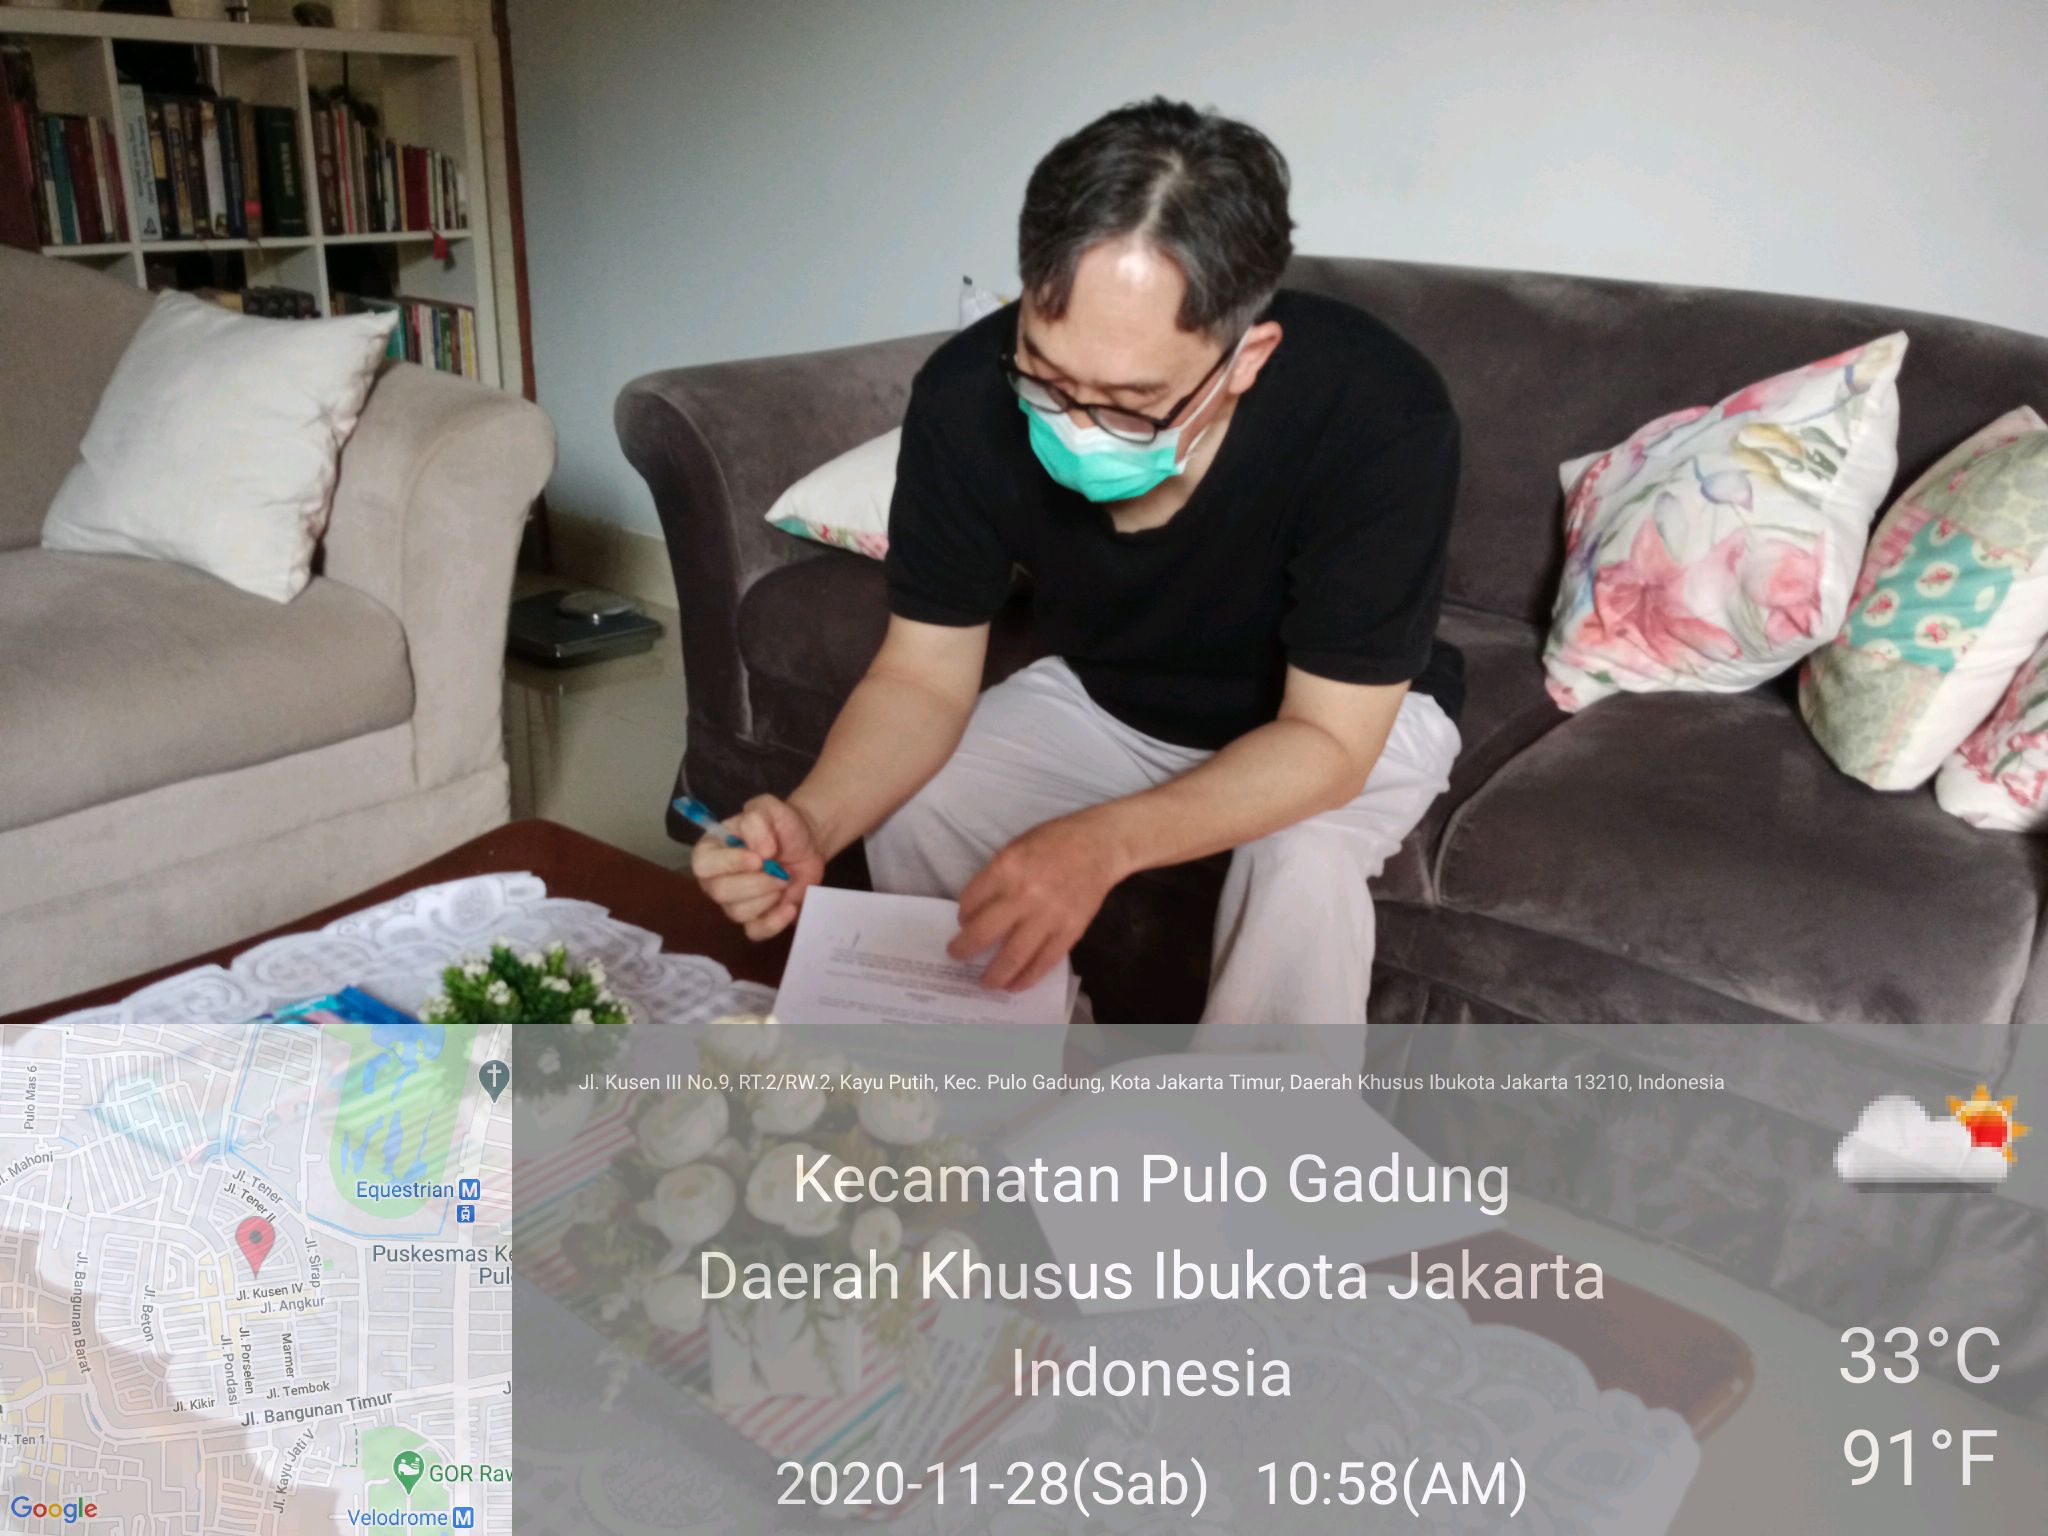 Jl. Kusen III No.9, RT.2/RW.2, Kayu Putih, Kec. Pulo Gadung, Kota Jakarta Timur, Daerah Khusus Ibukota Jakarta 13210, Indonesia
Kecamatan Pulo Gadung
Daerah Khusus Ibukota Jakarta
Indonesia
2020-11-28(Sab) 10:58(AM)
33°C
91°F
Pulo Mas 6
Mahoni
Jl. Tener
Jl. Tener II
Equestrian M
Jl. Sirap
Puskesmas
Jl. Bangunan Barat
Jl. Beton
Jl. Kusen IV
Jl. Angkur
Jl. Pondasi
Jl. Porselen
Marmer
Jl. Tembok
Jl. Kikir
Jl. Bangunan Timur
H. Ten 1
Jl. Kayu Jati V
GOR
Velodrome M
Google